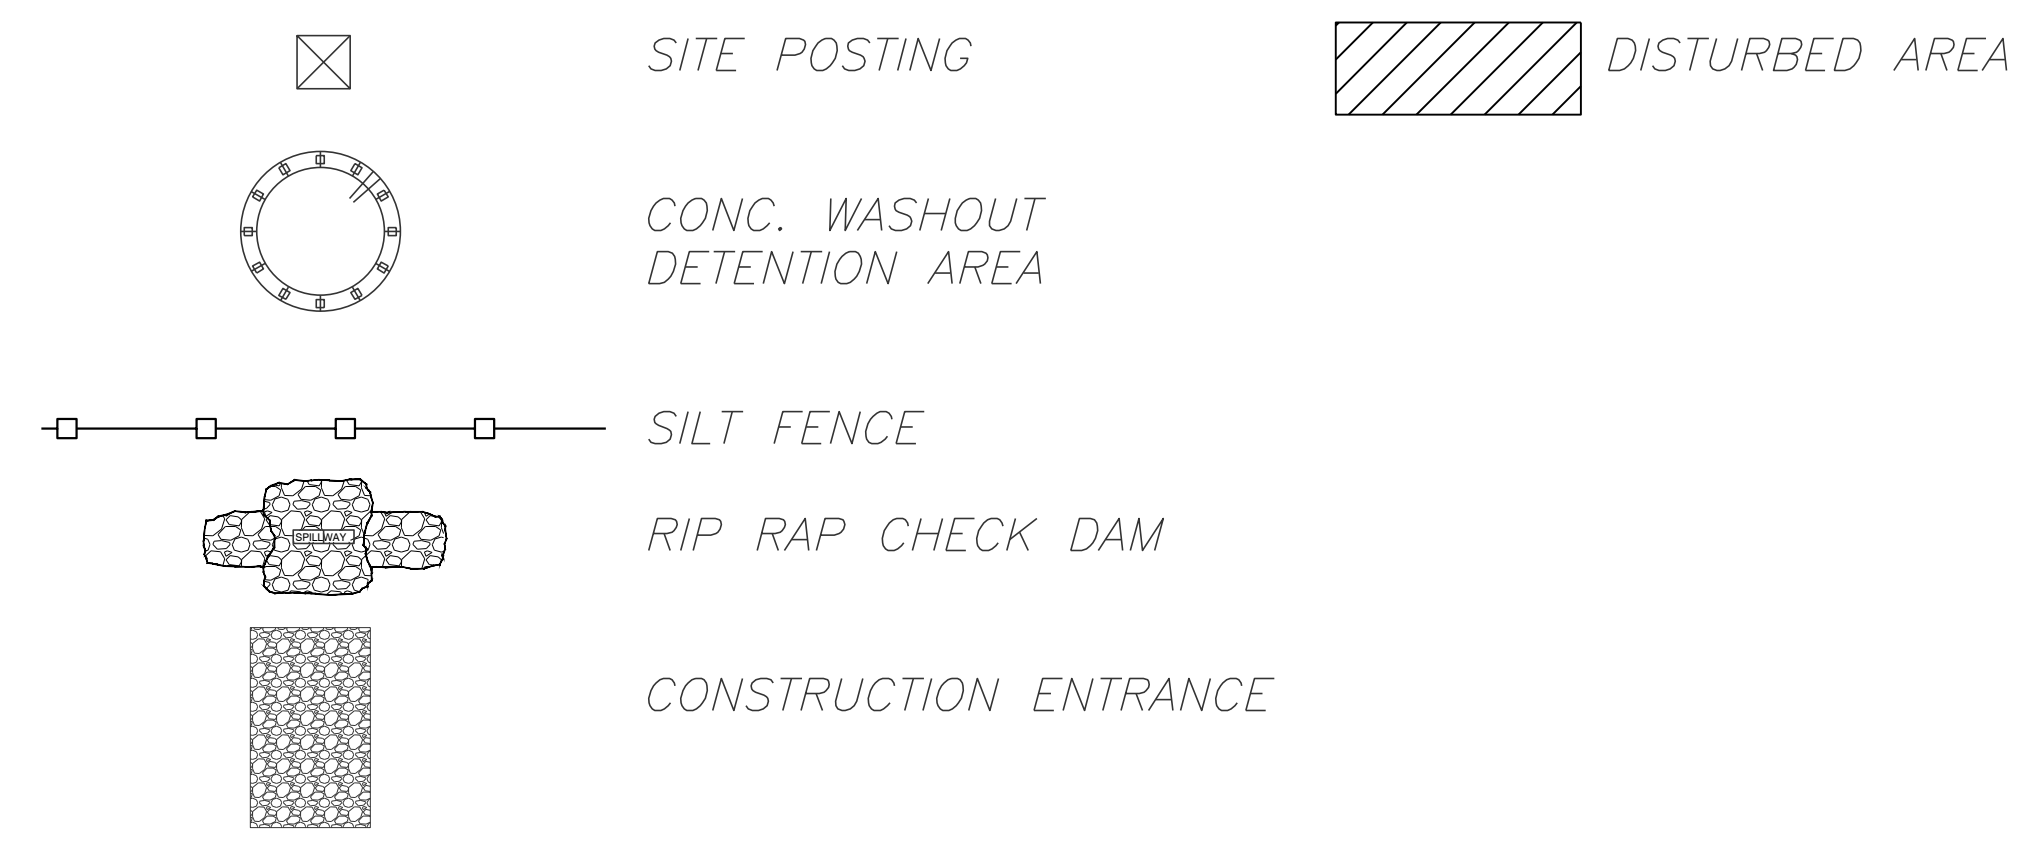 SITE POSTING
DISTURBED AREA
CONC. WASHOUT
DETENTION AREA
SILT FENCE
SPILLWAY
RIP RAP CHECK DAM
CONSTRUCTION ENTRANCE